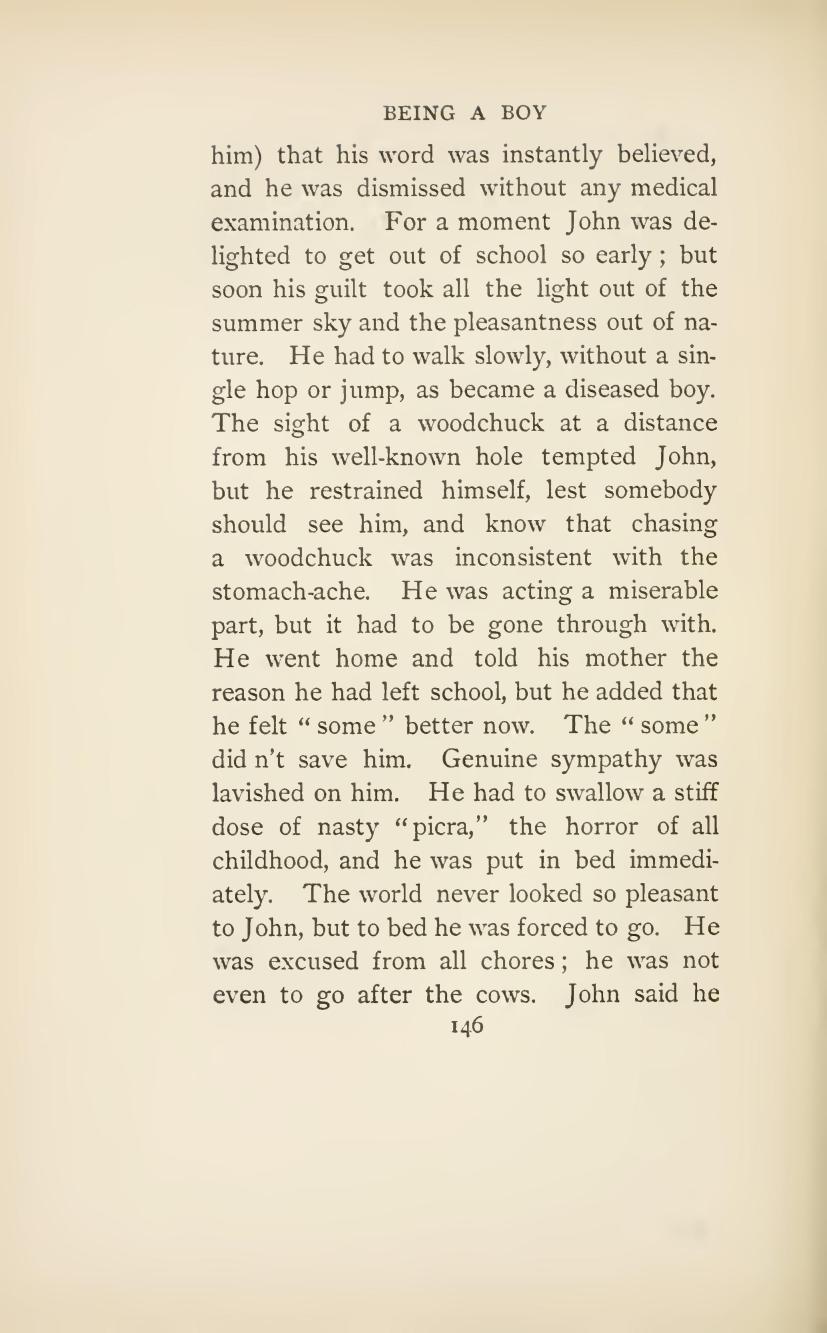 BEING A BOY
him) that his word was instantly believed,
and he was dismissed without any medical
examination. For a moment John was de-
lighted to get out of school so early; but
soon his guilt took all the light out of the
summer sky and the pleasantness out of na-
ture. He had to walk slowly, without a sin-
gle hop or jump, as became a diseased boy.
The sight of a woodchuck at a distance
from his well-known hole tempted John,
but he restrained himself, lest somebody
should see him, and know that chasing
a woodchuck was inconsistent with the
stomach-ache. He was acting a miserable
part, but it had to be gone through with.
He went home and told his mother the
reason he had left school, but he added that
he felt “some” better now. The “some”
did n't save him. Genuine sympathy was
lavished on him. He had to swallow a stiff
dose of nasty “picra,” the horror of all
childhood, and he was put in bed immedi-
ately. The world never looked so pleasant
to John, but to bed he was forced to go. He
was excused from all chores; he was not
even to go after the cows. John said he
146